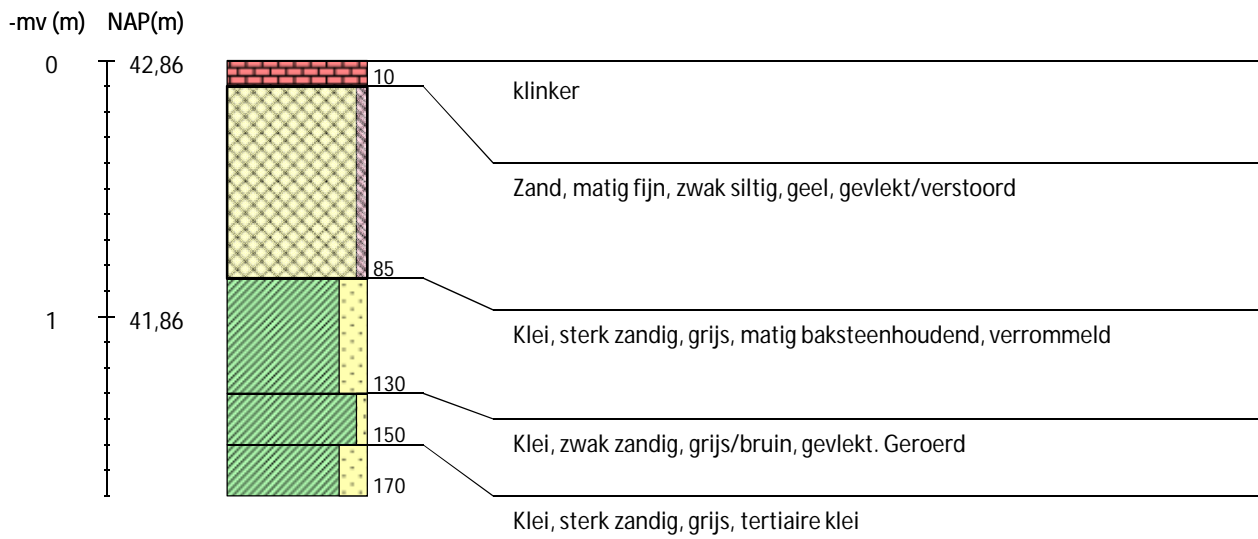 -mv (m) NAP(m)
0 42,86
10
klinker
Zand, matig fijn, zwak siltig, geel, gevlekt/verstoord
85
1 41,86
Klei, sterk zandig, grijs, matig baksteenhoudend, verrommeld
130
150
Klei, zwak zandig, grijs/bruin, gevlekt. Geroerd
170
Klei, sterk zandig, grijs, tertiaire klei